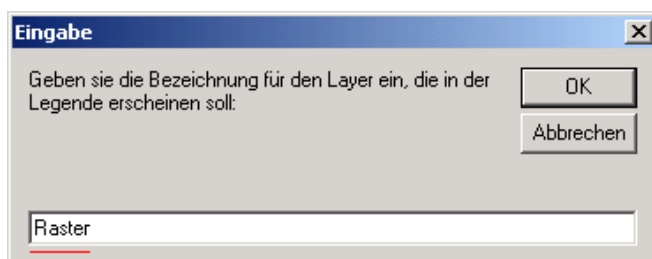 Eingabe
Geben sie die Bezeichnung für den Layer ein, die in der
Legende erscheinen soll:
OK
Abbrechen
Raster